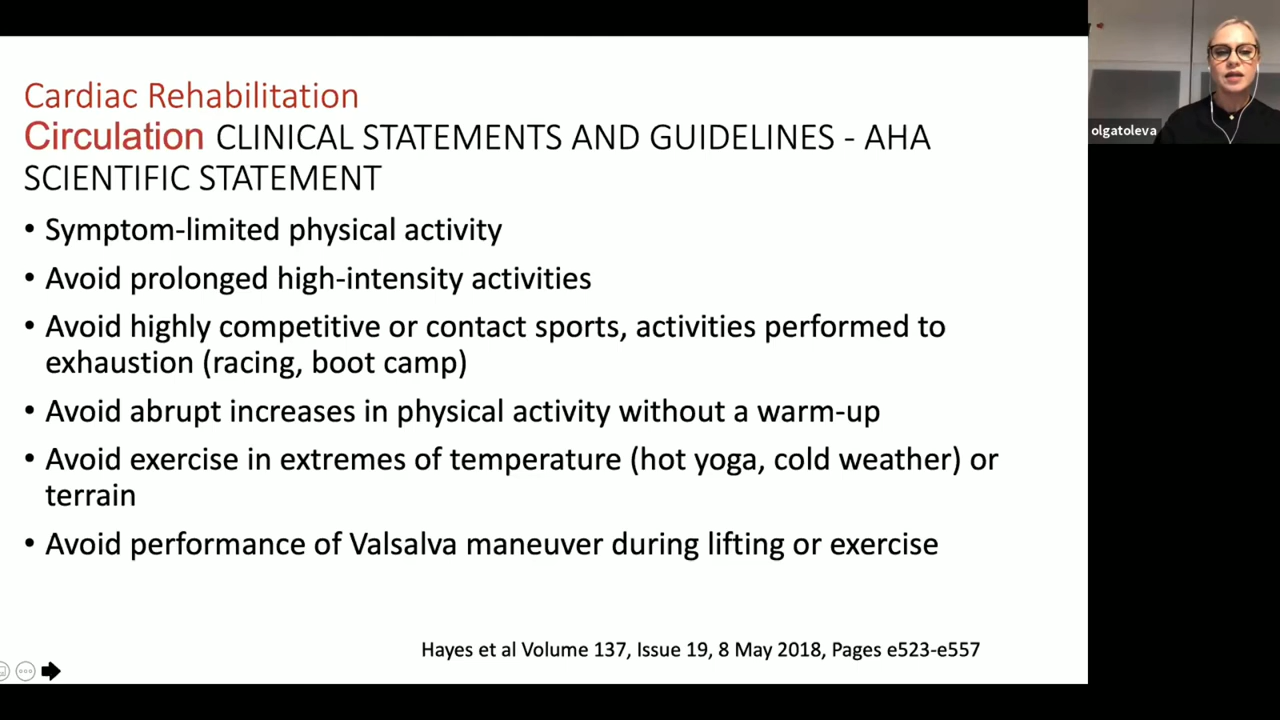 Cardiac Rehabilitation
Circulation CLINICAL STATEMENTS AND GUIDELINES - AHA
SCIENTIFIC STATEMENT
• Symptom-limited physical activity
• Avoid prolonged high-intensity activities
• Avoid highly competitive or contact sports, activities performed to
exhaustion (racing, boot camp)
• Avoid abrupt increases in physical activity without a warm-up
• Avoid exercise in extremes of temperature (hot yoga, cold weather) or
terrain
• Avoid performance of Valsalva maneuver during lifting or exercise
Hayes et al Volume 137, Issue 19, 8 May 2018, Pages e523-e557
olgatoleva